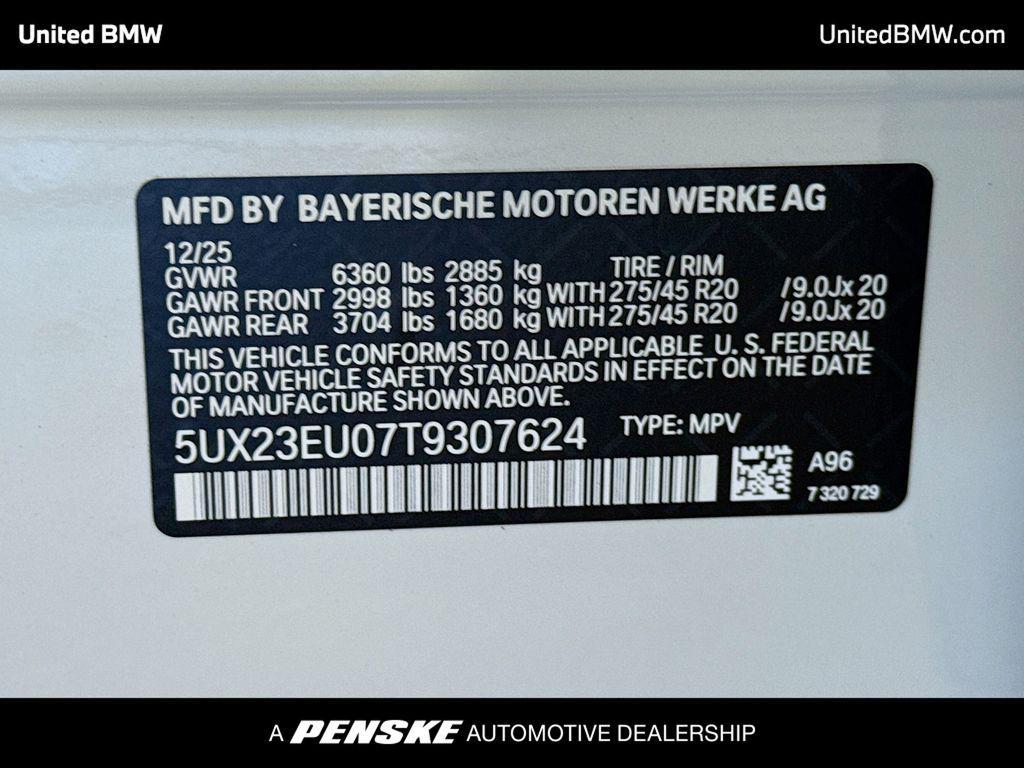 United BMW
UnitedBMW.com
MFD BY BAYERISCHE MOTOREN WERKE AG
12/25
GVWR 6360 lbs 2885 kg TIRE / RIM
GAWR FRONT 2998 lbs 1360 kg WITH 275/45 R20 /9.0Jx 20
GAWR REAR 3704 lbs 1680 kg WITH 275/45 R20 /9.0Jx 20
THIS VEHICLE CONFORMS TO ALL APPLICABLE U. S. FEDERAL
MOTOR VEHICLE SAFETY STANDARDS IN EFFECT ON THE DATE
OF MANUFACTURE SHOWN ABOVE.
5UX23EU07T9307624 TYPE: MPV
A96
7 320 729
A PENSKE AUTOMOTIVE DEALERSHIP